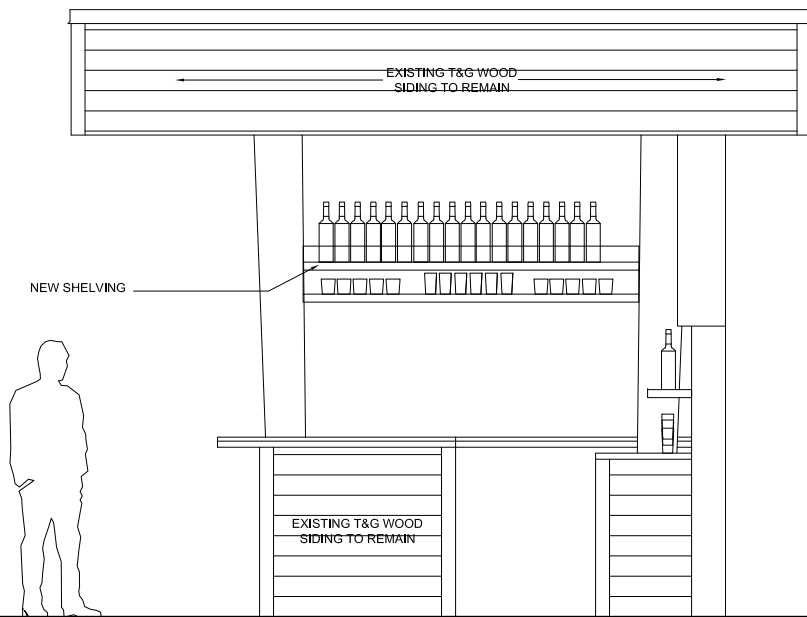 EXISTING T&G WOOD
SIDING TO REMAIN
NEW SHELVING
EXISTING T&G WOOD
SIDING TO REMAIN